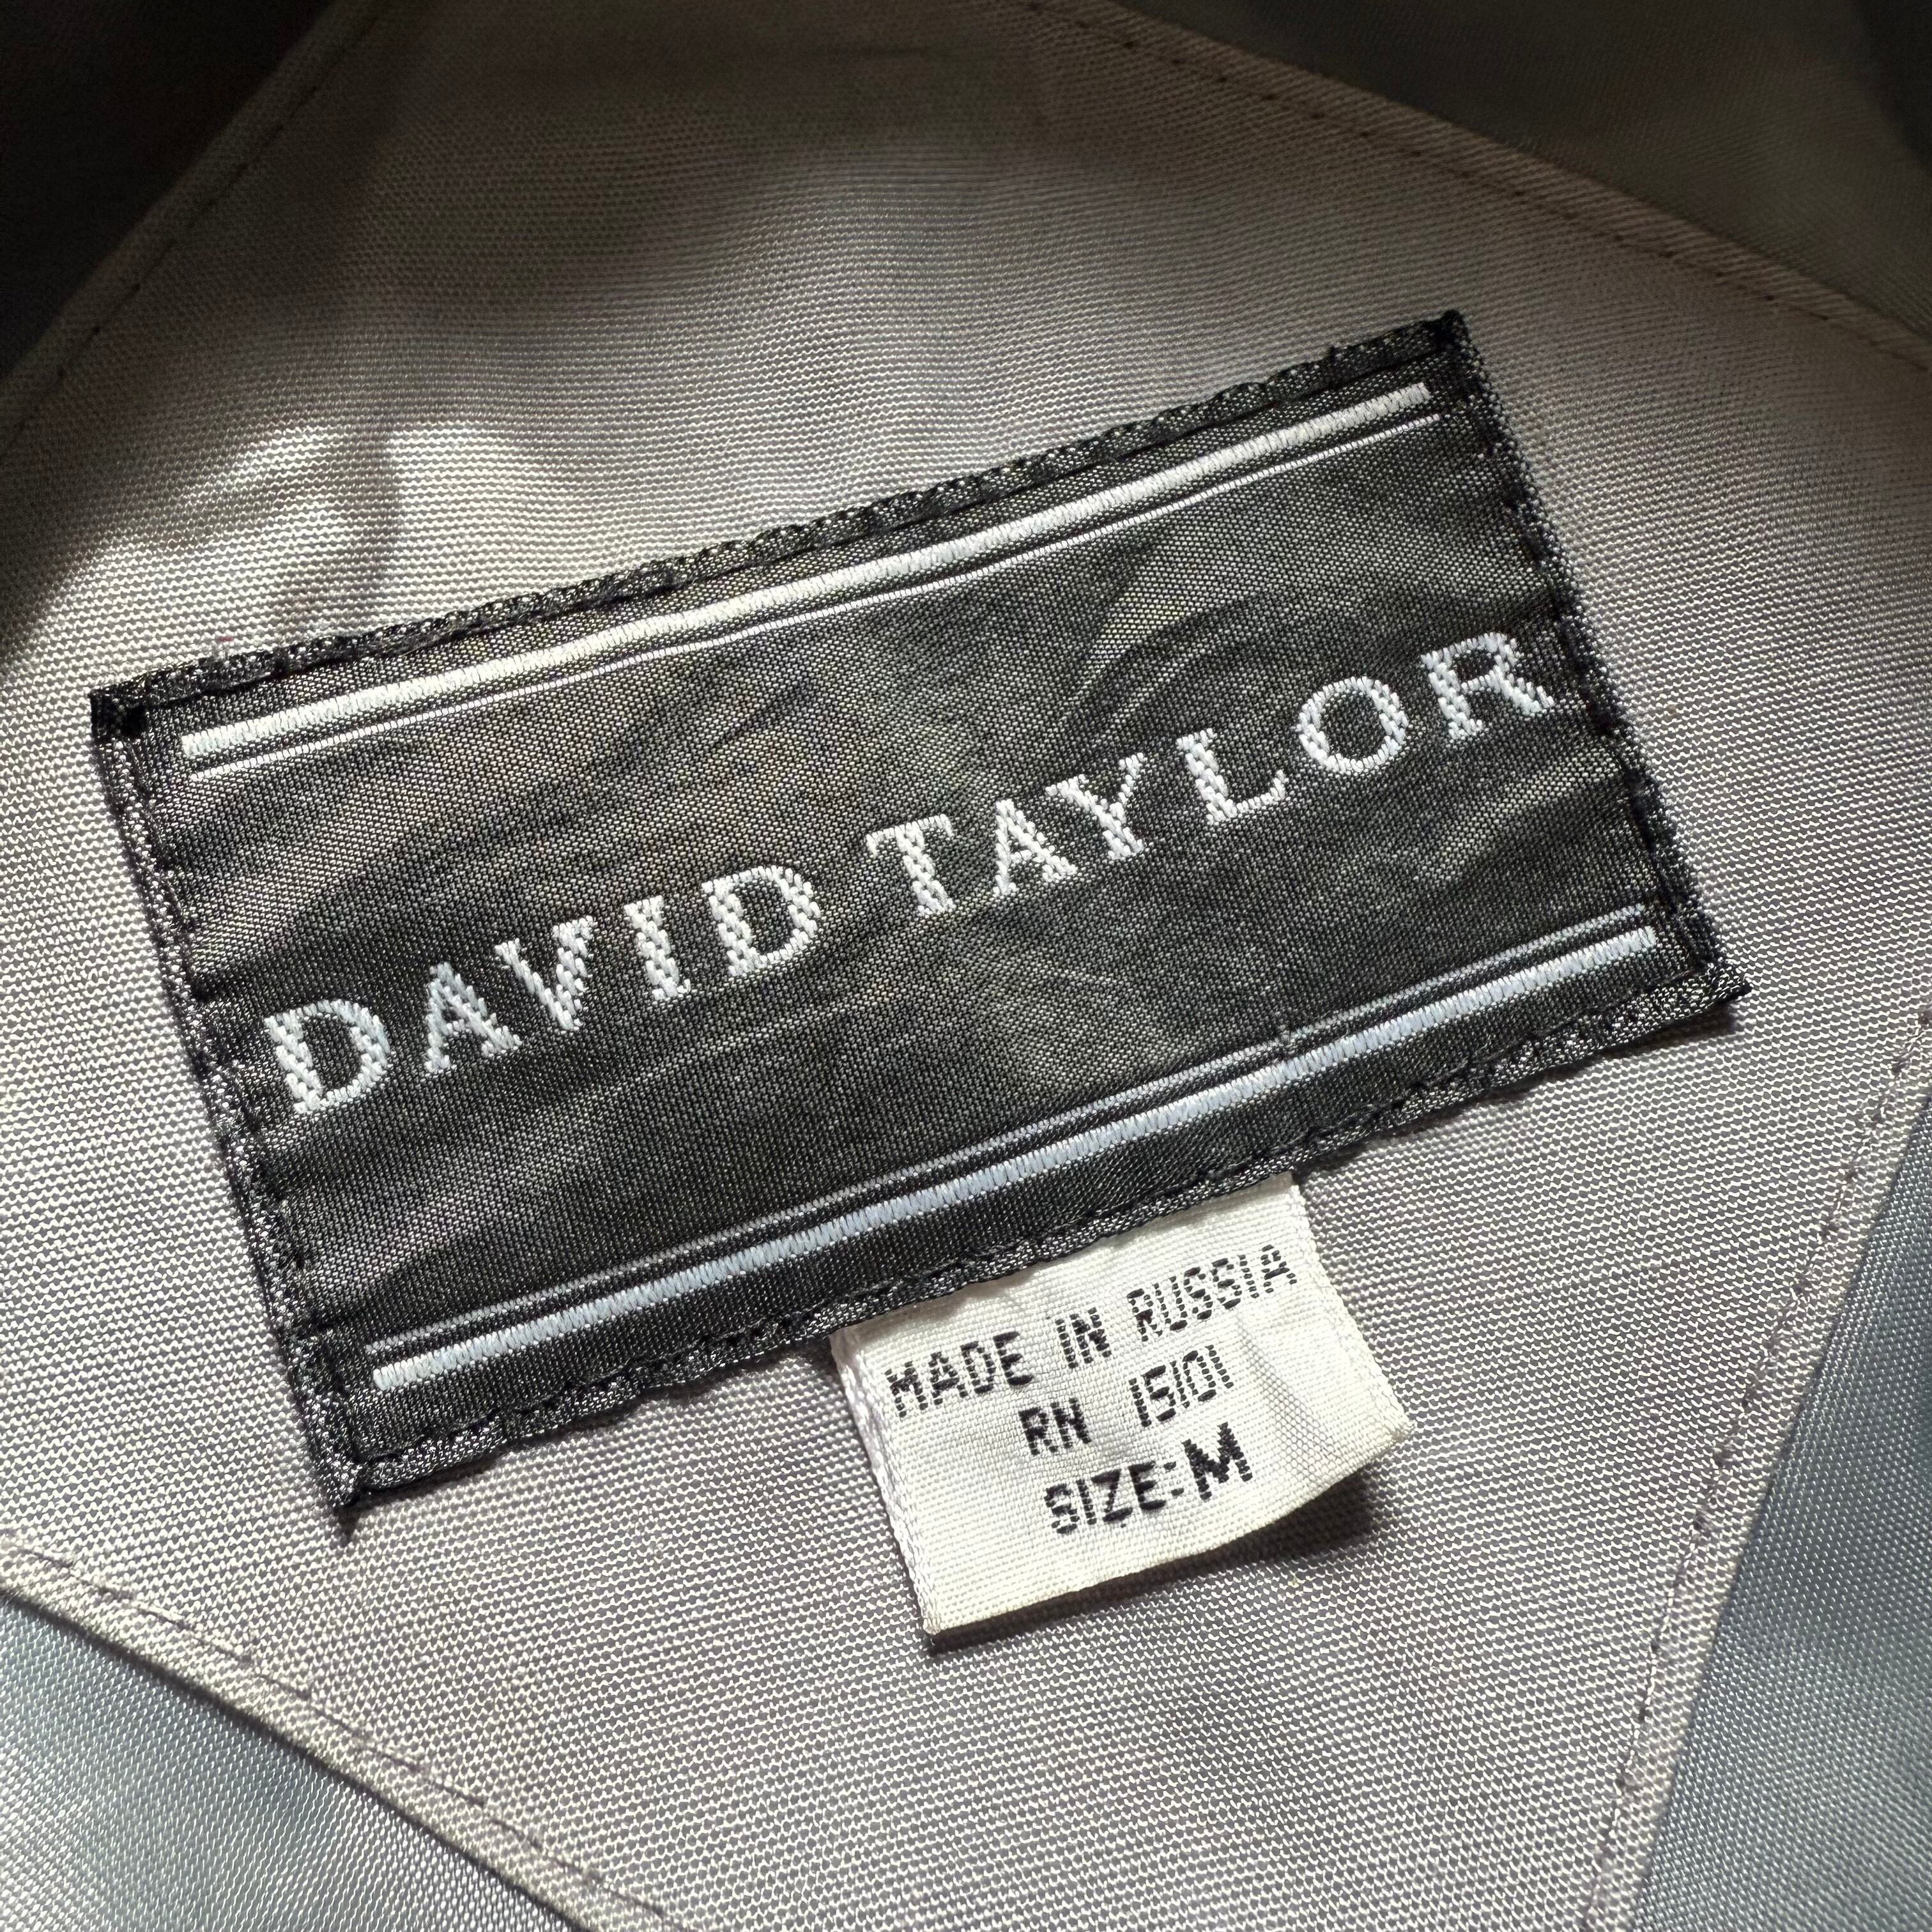 DAVID TAYLOR
MADE IN RUSSIA
RN 15101
SIZE: M